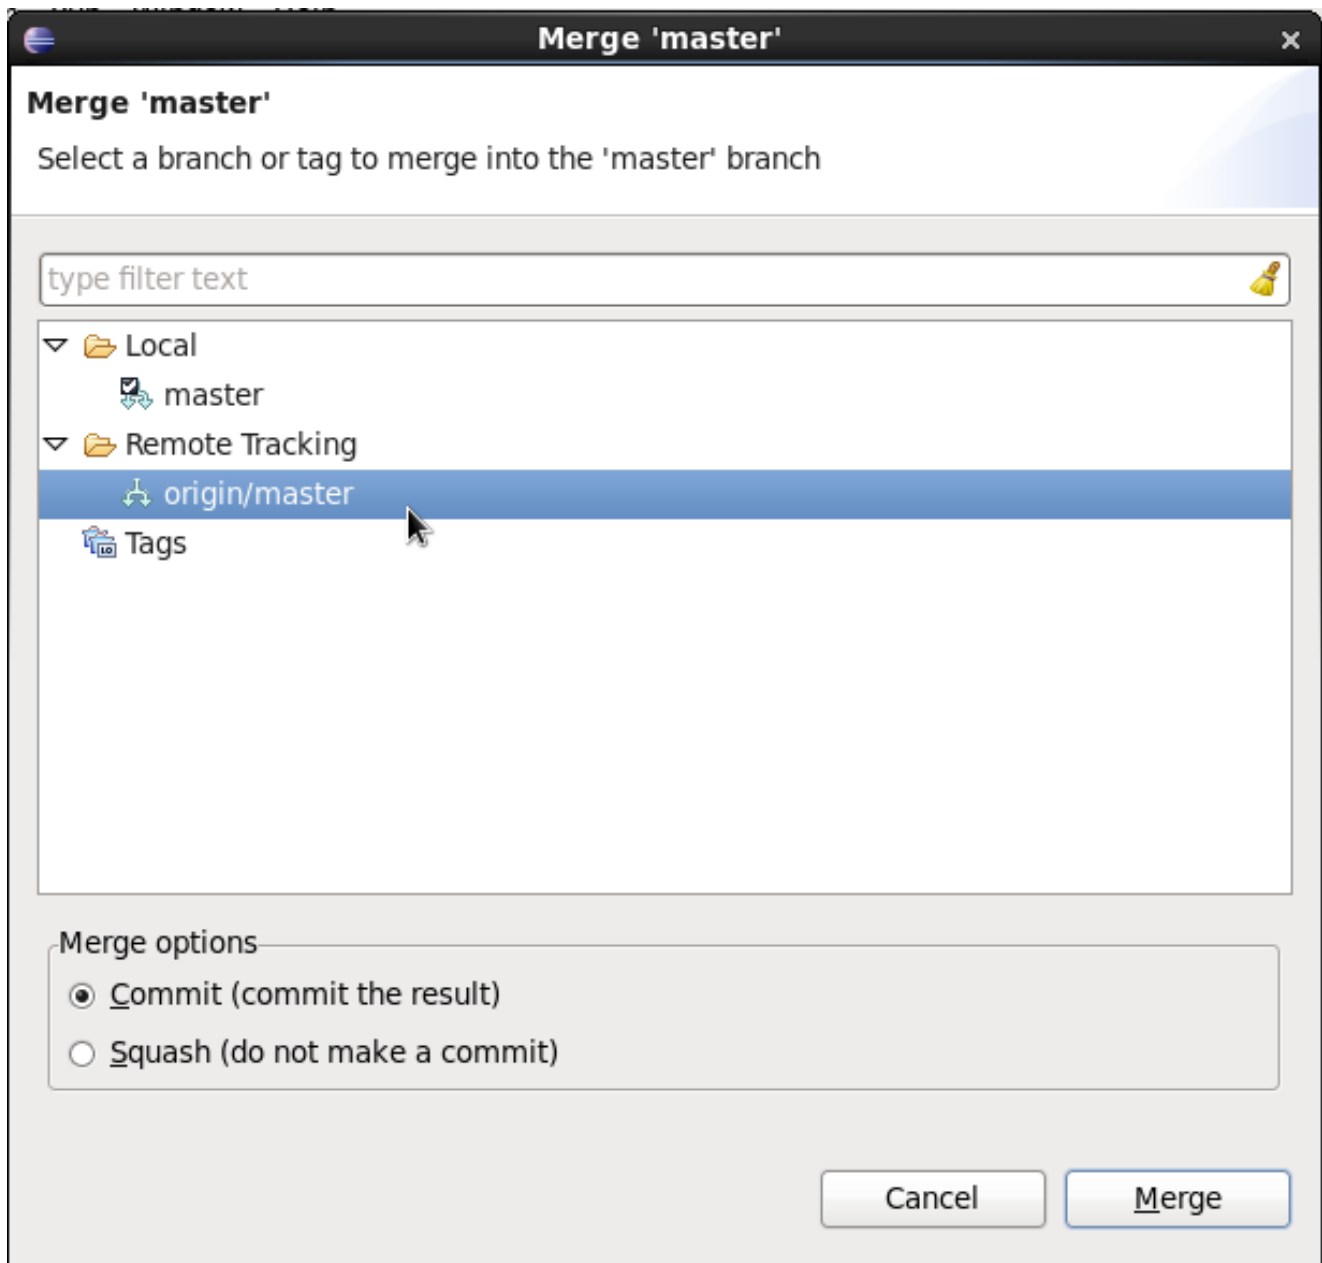 Merge 'master'
Merge 'master'
Select a branch or tag to merge into the 'master' branch
type filter text
Local
master
Remote Tracking
origin/master
Tags
Merge options
Commit (commit the result)
Squash (do not make a commit)
Cancel
Merge